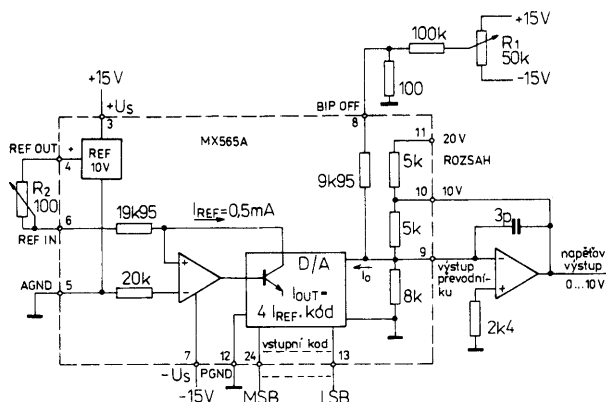 +15V
100k
R1
50k
-15V
100
+15V
+Us
3
BIP OFF
8
MX565A
11
20V
ROZSAH
REF OUT
+
4
REF
10V
5k
9k95
10
10V
R2
100
6
REF IN
19k95
IREF=0,5mA
5k
3p
D/A
9
Io
výstup
převodní-
ku
napěťov
výstup
0...10V
AGND
5
20k
+
-
IOUT=
4 IREF.kód
8k
-
+
2k4
vstupní kod
7
12
24
13
-Us
PGND
-15V
MSB
LSB